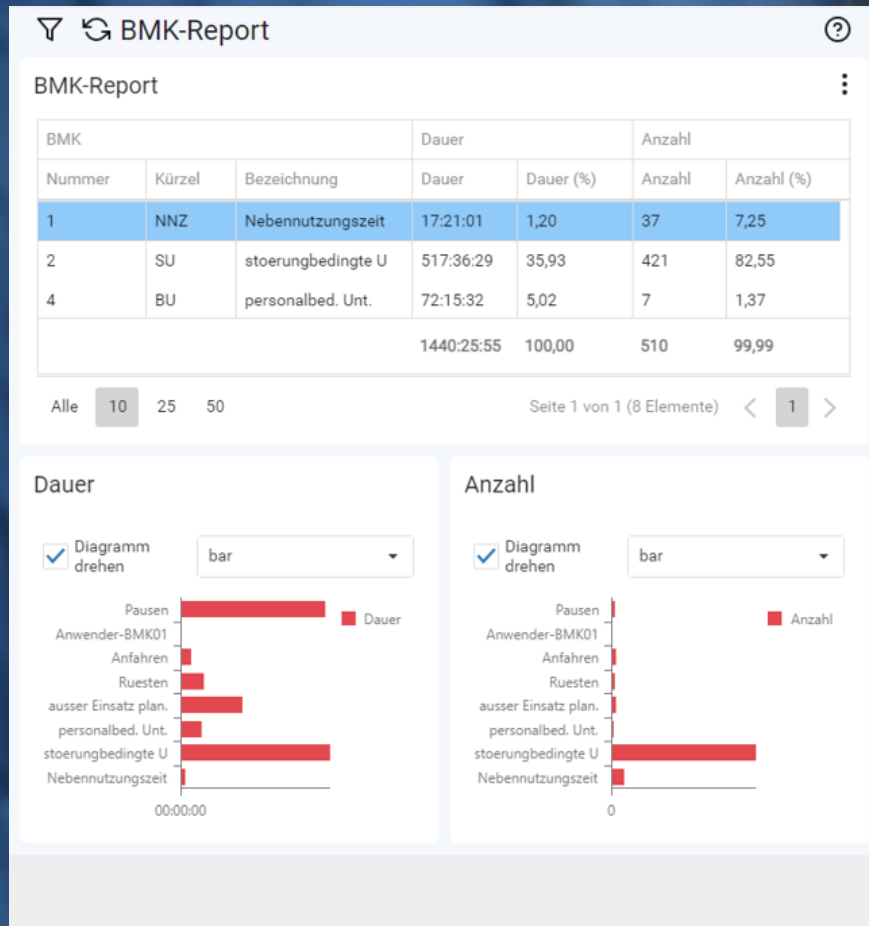 BMK-Report
BMK-Report
BMK Dauer Anzahl
Nummer Kürzel Bezeichnung Dauer Dauer (%) Anzahl Anzahl (%)
1 NNZ Nebennutzungszeit 17:21:01 1,20 37 7,25
2 SU stoerungbedingte U 517:36:29 35,93 421 82,55
4 BU personalbed. Unt. 72:15:32 5,02 7 1,37
1440:25:55 100,00 510 99,99
Alle 10 25 50 Seite 1 von 1 (8 Elemente) 1
Dauer
Diagramm
drehen
bar
Pausen
Anwender-BMK01
Anfahren
Ruesten
ausser Einsatz plan.
personalbed. Unt.
stoerungbedingte U
Nebennutzungszeit
00:00:00
Dauer
Anzahl
Diagramm
drehen
bar
Pausen
Anwender-BMK01
Anfahren
Ruesten
ausser Einsatz plan.
personalbed. Unt.
stoerungbedingte U
Nebennutzungszeit
0
Anzahl